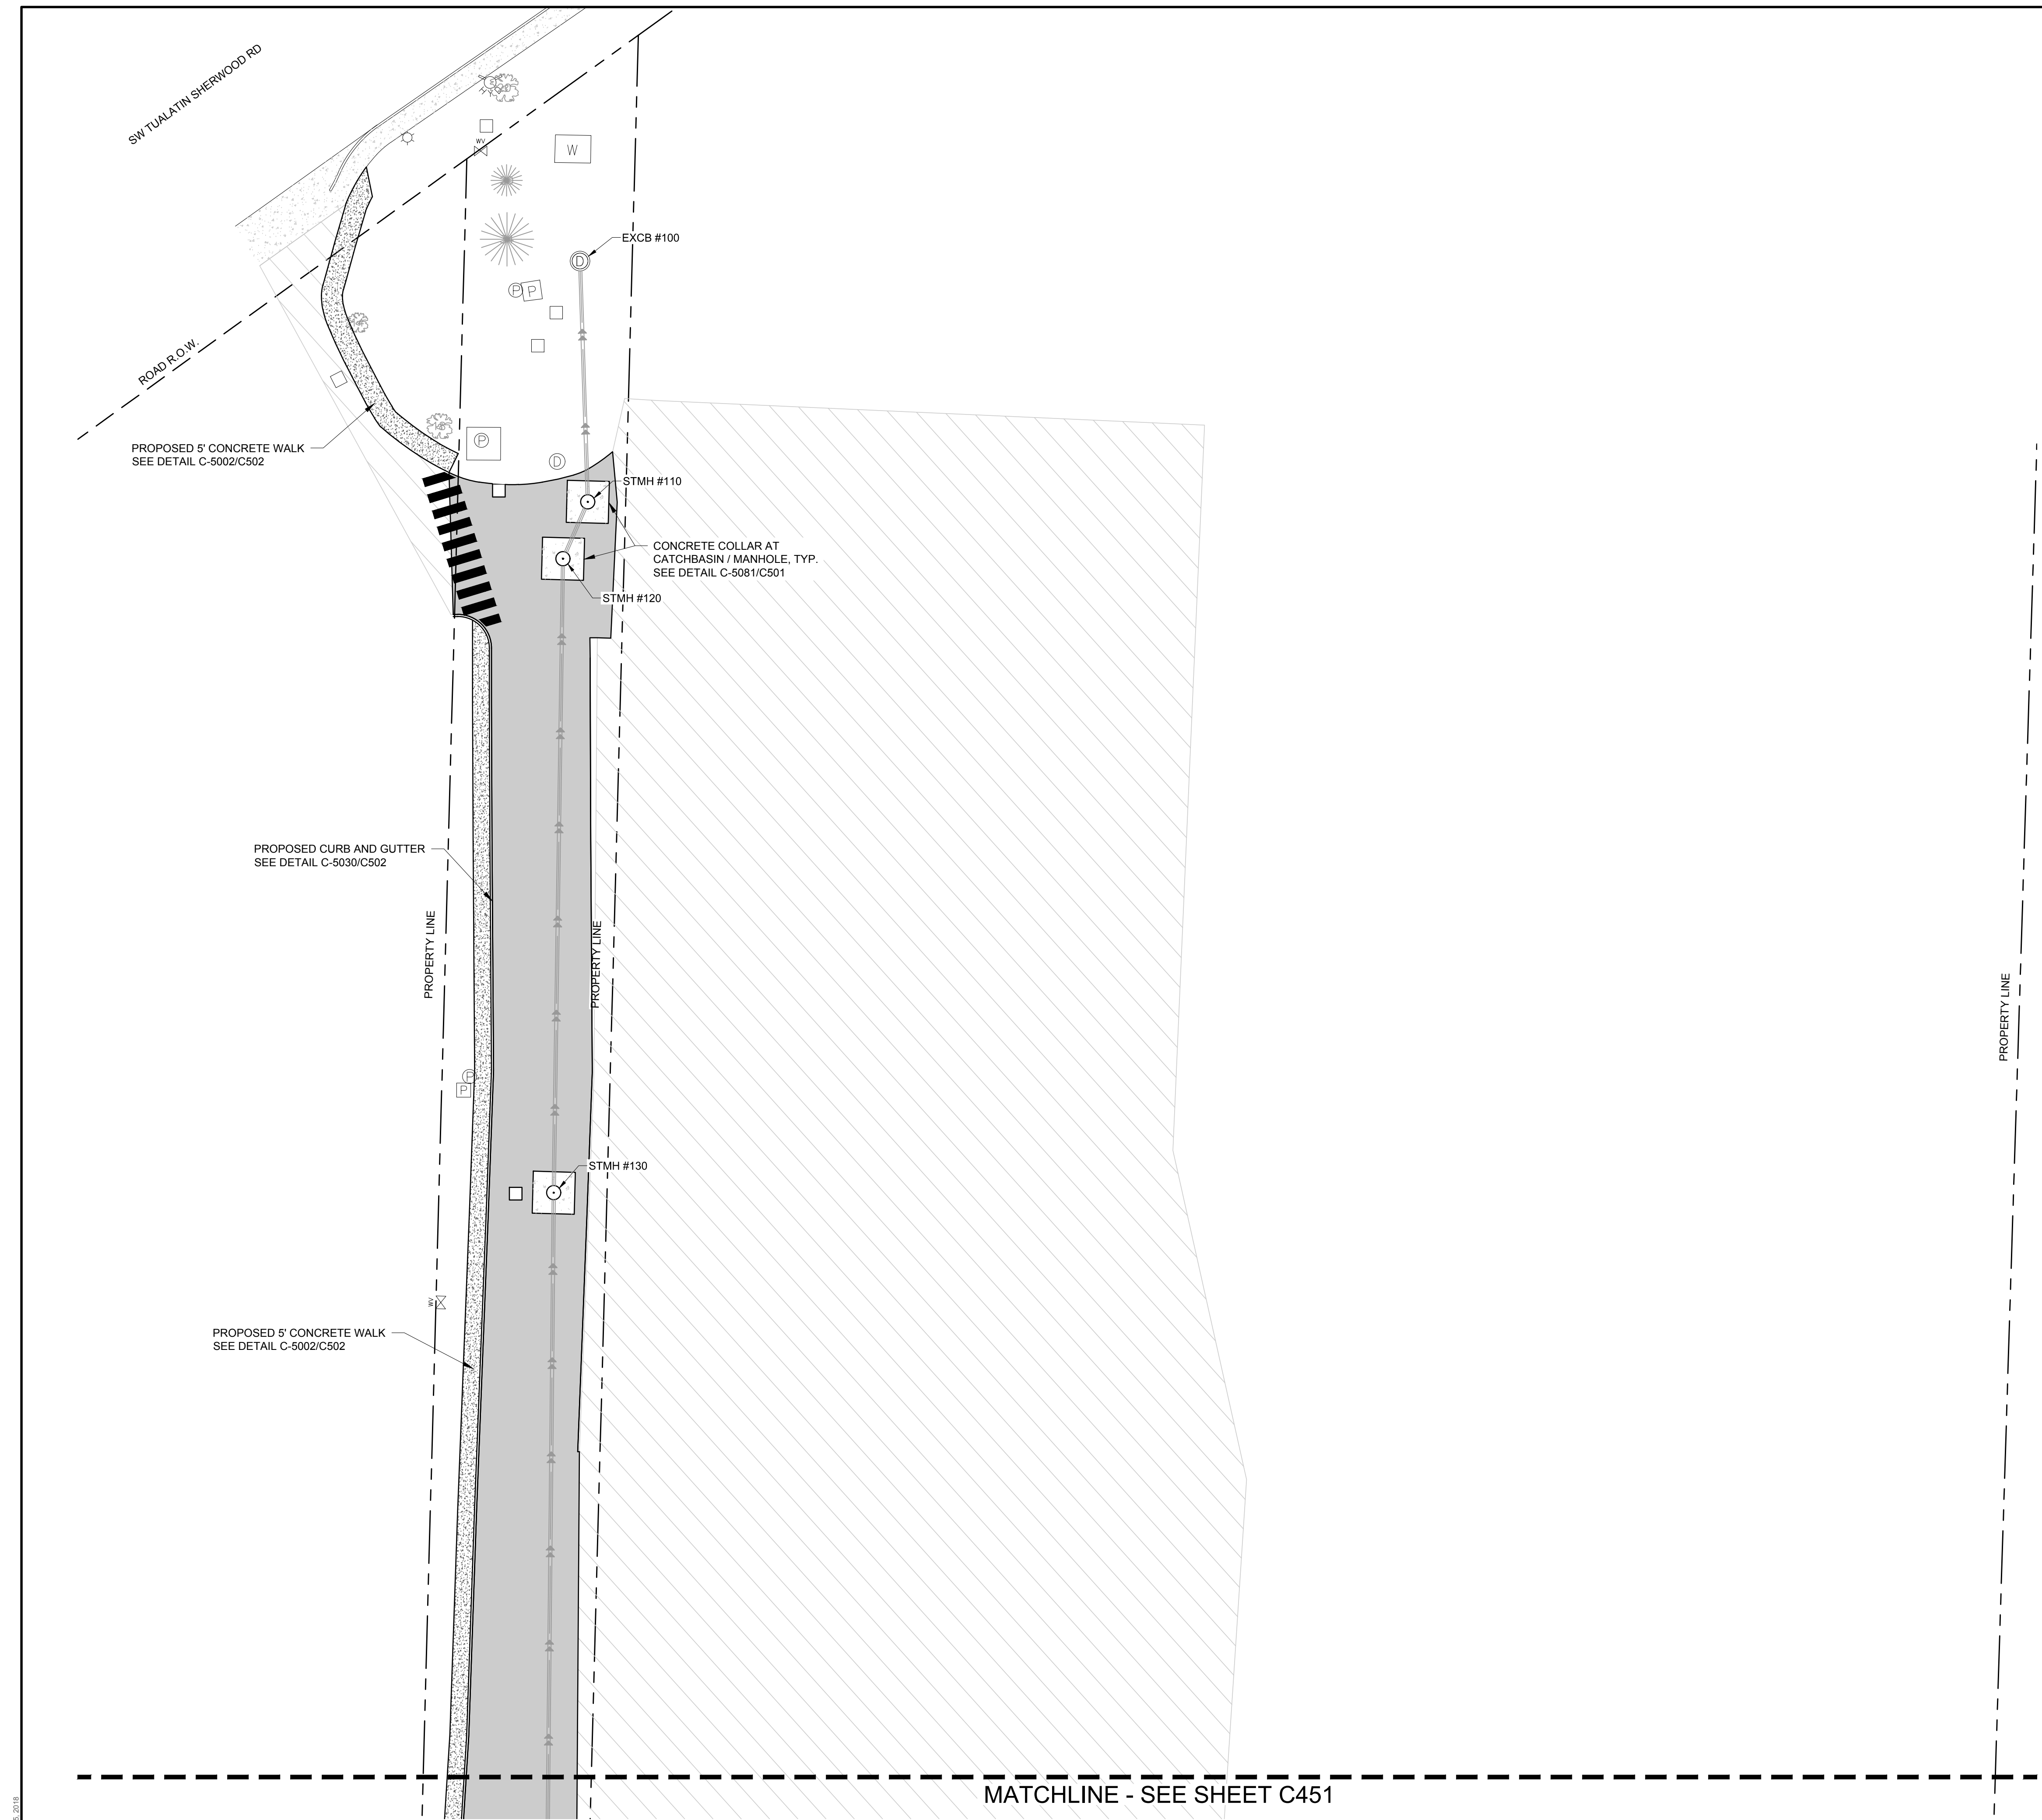 SW TUALATIN SHERWOOD RD
WV
W
EXCB #100
D
P
P
ROAD R.O.W.
PROPOSED 5' CONCRETE WALK
SEE DETAIL C-5002/C502
P
D
STMH #110
CONCRETE COLLAR AT
CATCHBASIN / MANHOLE, TYP.
SEE DETAIL C-5081/C501
STMH #120
PROPOSED CURB AND GUTTER
SEE DETAIL C-5030/C502
PROPERTY LINE
PROPERTY LINE
PROPERTY LINE
P
P
STMH #130
WV
PROPOSED 5' CONCRETE WALK
SEE DETAIL C-5002/C502
MATCHLINE - SEE SHEET C451
2018